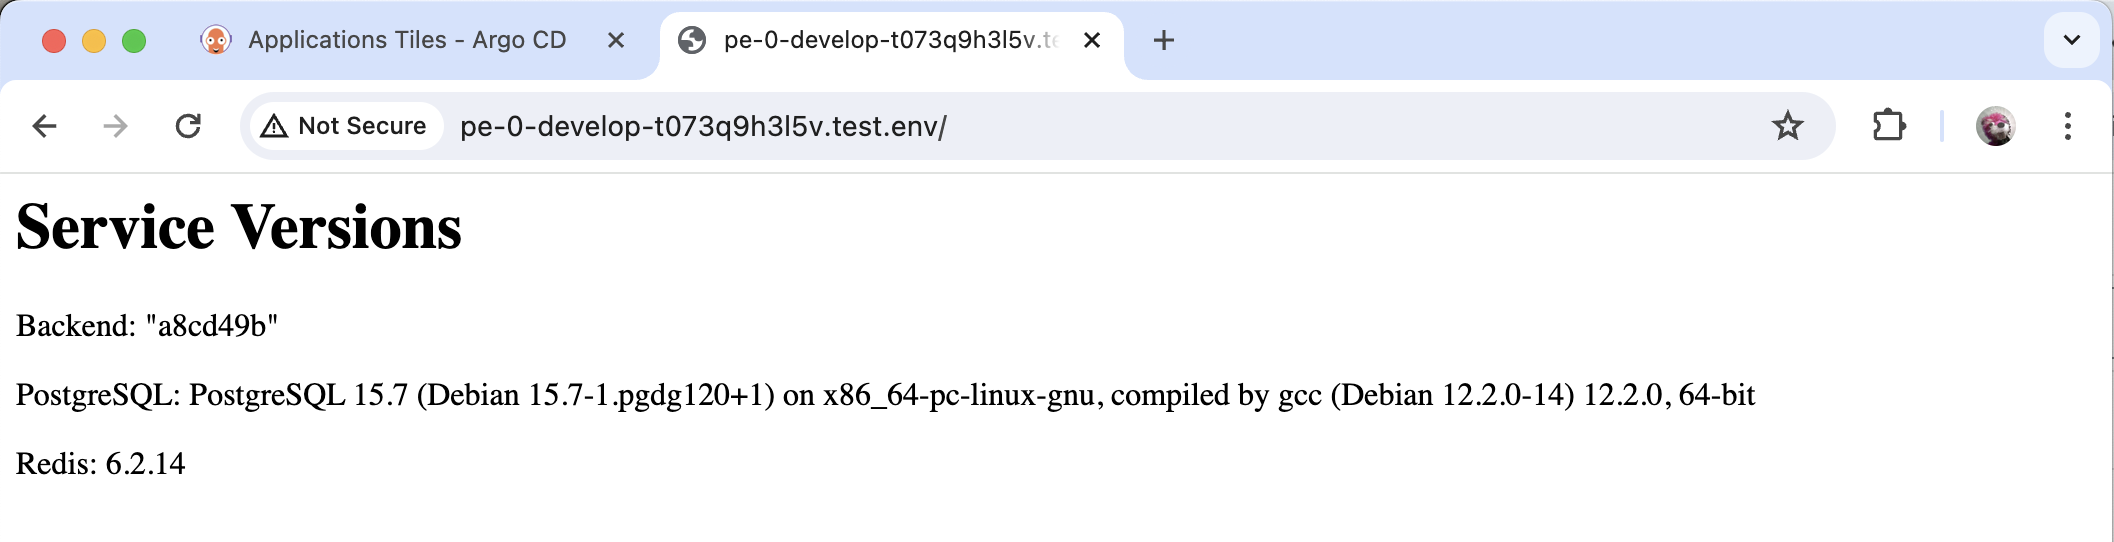 Applications Tiles - Argo CD
pe-0-develop-t073q9h3l5v.te
Not Secure
pe-0-develop-t073q9h3l5v.test.env/
Service Versions
Backend: "a8cd49b"
PostgreSQL: PostgreSQL 15.7 (Debian 15.7-1.pgdg120+1) on x86_64-pc-linux-gnu, compiled by gcc (Debian 12.2.0-14) 12.2.0, 64-bit
Redis: 6.2.14